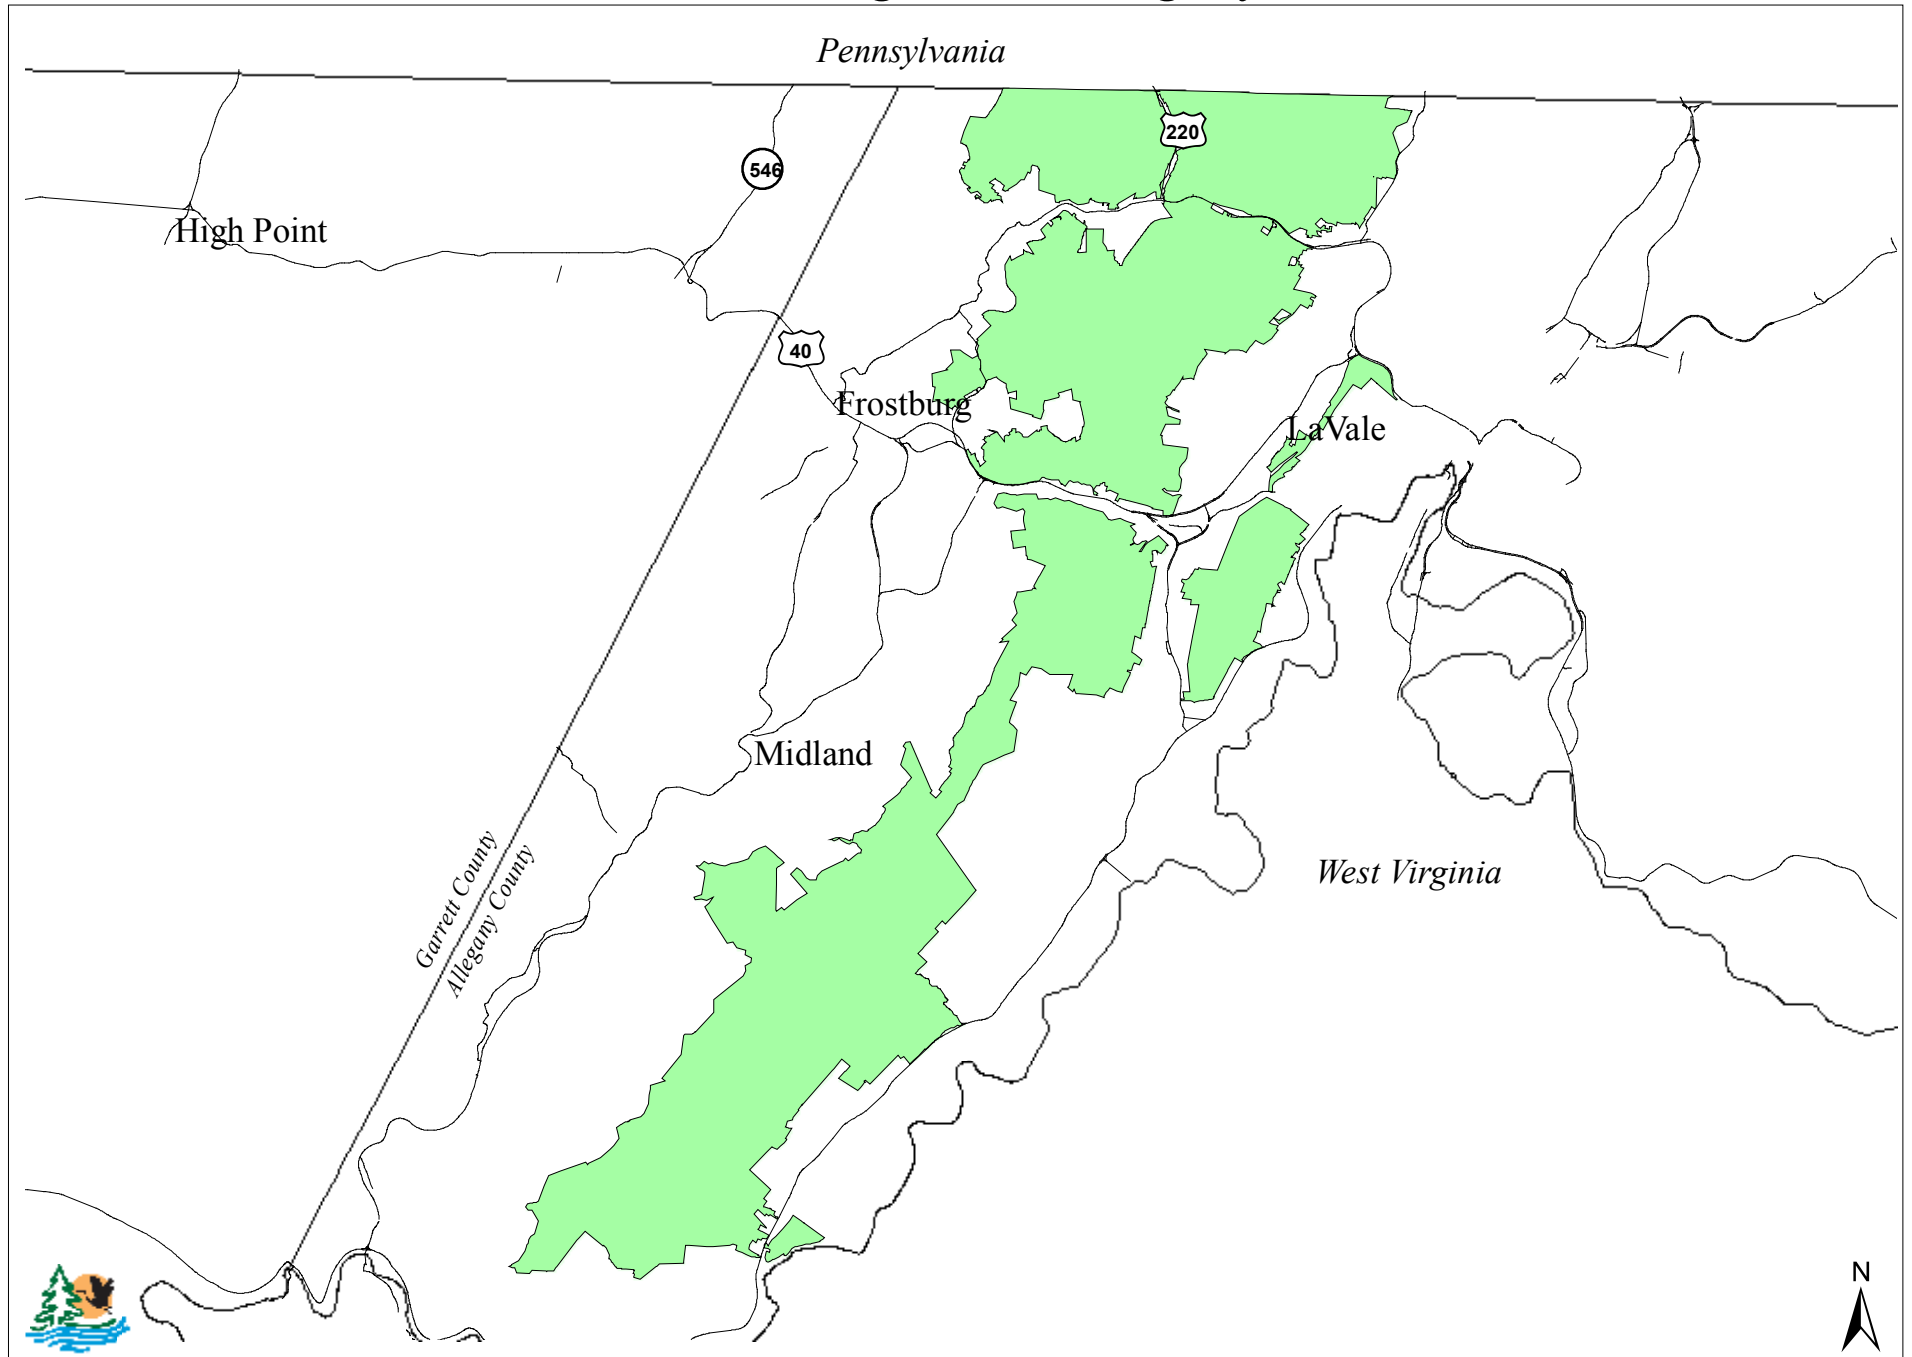 Pennsylvania
220
546
High Point
40
Frostburg
LaVale
Midland
Garrett County
Allegany County
West Virginia
N